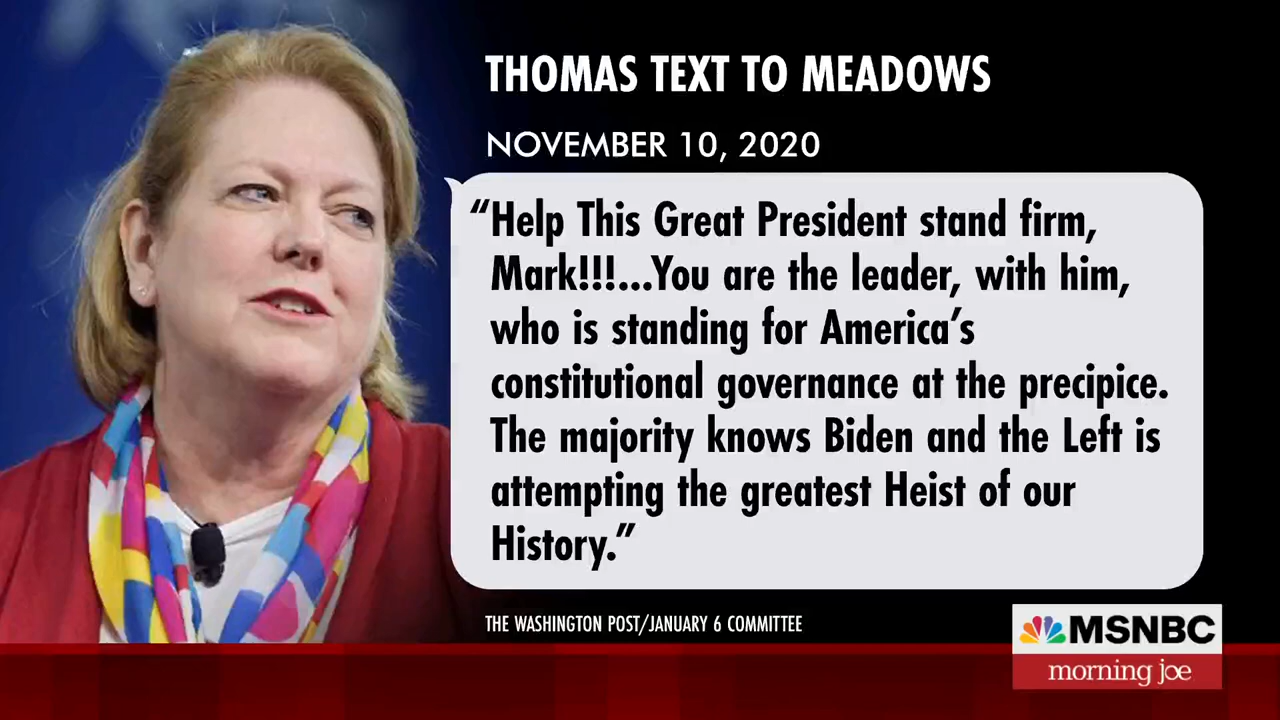 THOMAS TEXT TO MEADOWS
NOVEMBER 10, 2020
“Help This Great President stand firm,
Mark!!!...You are the leader, with him,
who is standing for America’s
constitutional governance at the precipice.
The majority knows Biden and the Left is
attempting the greatest Heist of our
History.”
THE WASHINGTON POST/JANUARY 6 COMMITTEE
MSNBC
morning joe